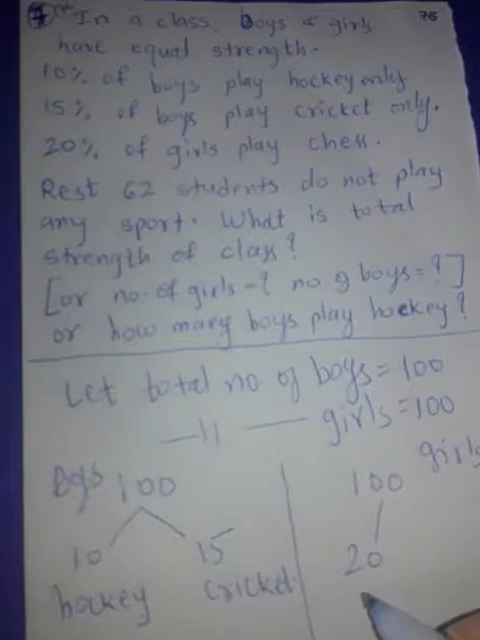 In a class, boys & girls
76
have equal strength.
10% of boys play hockey only
15% of boys play cricket only.
20% of girls play chess.
Rest 62 students do not play
any sport. What is total
strength of class?
[or no. of girls=? no of boys=?]
or how many boys play hockey?
Let total no of boys = 100
—11— girls = 100
girls
Boys 100
100
10 15
20
hockey cricket